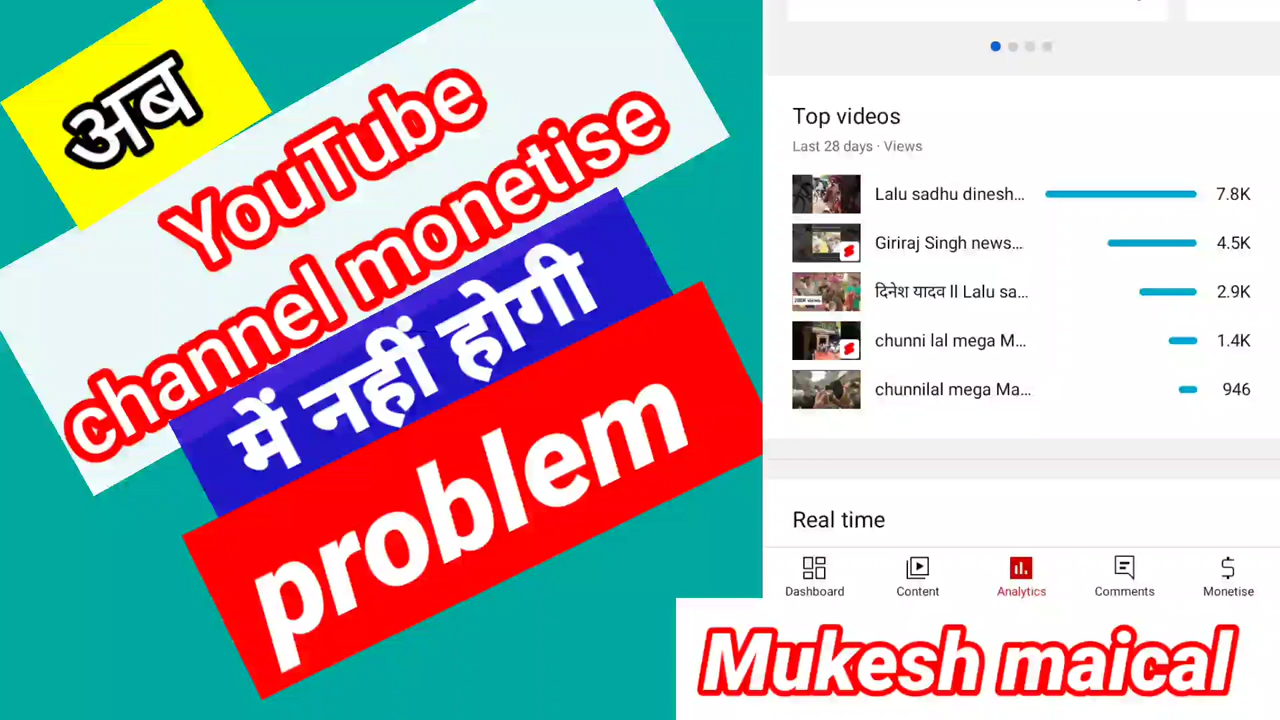 अब
YouTube
channel monetise
में नहीं होगी
problem
Top videos
Last 28 days · Views
Lalu sadhu dinesh... 7.8K
Giriraj Singh news... 4.5K
दिनेश यादव ll Lalu sa... 2.9K
chunni lal mega M... 1.4K
chunnilal mega Ma... 946
Real time
Dashboard Content Analytics Comments Monetise
Mukesh maical